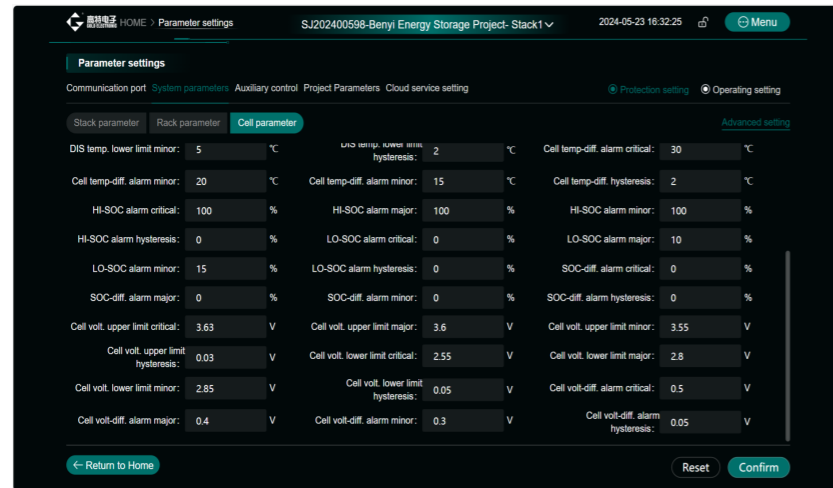 高特电子 HOME > Parameter settings SJ202400598-Benyi Energy Storage Project- Stack1 2024-05-23 16:32:25 Menu
GOLD ELECTRONIC
Parameter settings
Communication port System parameters Auxiliary control Project Parameters Cloud service setting Protection setting Operating setting
Stack parameter Rack parameter Cell parameter Advanced setting
DIS temp. lower limit minor: 5 ℃ DIS temp. lower limit hysteresis: 2 ℃ Cell temp-diff. alarm critical: 30 ℃
Cell temp-diff. alarm minor: 20 ℃ Cell temp-diff. alarm minor: 15 ℃ Cell temp-diff. hysteresis: 2 ℃
HI-SOC alarm critical: 100 % HI-SOC alarm major: 100 % HI-SOC alarm minor: 100 %
HI-SOC alarm hysteresis: 0 % LO-SOC alarm critical: 0 % LO-SOC alarm major: 10 %
LO-SOC alarm minor: 15 % LO-SOC alarm hysteresis: 0 % SOC-diff. alarm critical: 0 %
SOC-diff. alarm major: 0 % SOC-diff. alarm minor: 0 % SOC-diff. alarm hysteresis: 0 %
Cell volt. upper limit critical: 3.63 V Cell volt. upper limit major: 3.6 V Cell volt. upper limit minor: 3.55 V
Cell volt. upper limit hysteresis: 0.03 V Cell volt. lower limit critical: 2.55 V Cell volt. lower limit major: 2.8 V
Cell volt. lower limit minor: 2.85 V Cell volt. lower limit hysteresis: 0.05 V Cell volt-diff. alarm critical: 0.5 V
Cell volt-diff. alarm major: 0.4 V Cell volt-diff. alarm minor: 0.3 V Cell volt-diff. alarm hysteresis: 0.05 V
Return to Home Reset Confirm